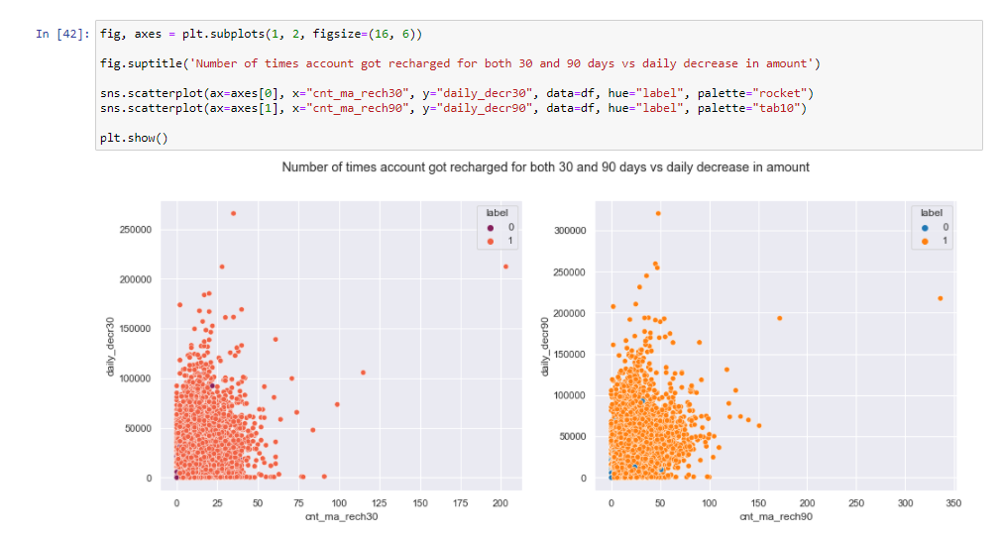 In [42]: fig, axes = plt.subplots(1, 2, figsize=(16, 6))
fig.suptitle('Number of times account got recharged for both 30 and 90 days vs daily decrease in amount')
sns.scatterplot(ax=axes[0], x="cnt_ma_rech30", y="daily_decr30", data=df, hue="label", palette="rocket")
sns.scatterplot(ax=axes[1], x="cnt_ma_rech90", y="daily_decr90", data=df, hue="label", palette="tab10")
plt.show()
Number of times account got recharged for both 30 and 90 days vs daily decrease in amount
label
0
1
250000
200000
150000
100000
50000
0
daily_decr30
0 25 50 75 100 125 150 175 200
cnt_ma_rech30
label
0
1
300000
250000
200000
150000
100000
50000
0
daily_decr90
0 50 100 150 200 250 300 350
cnt_ma_rech90